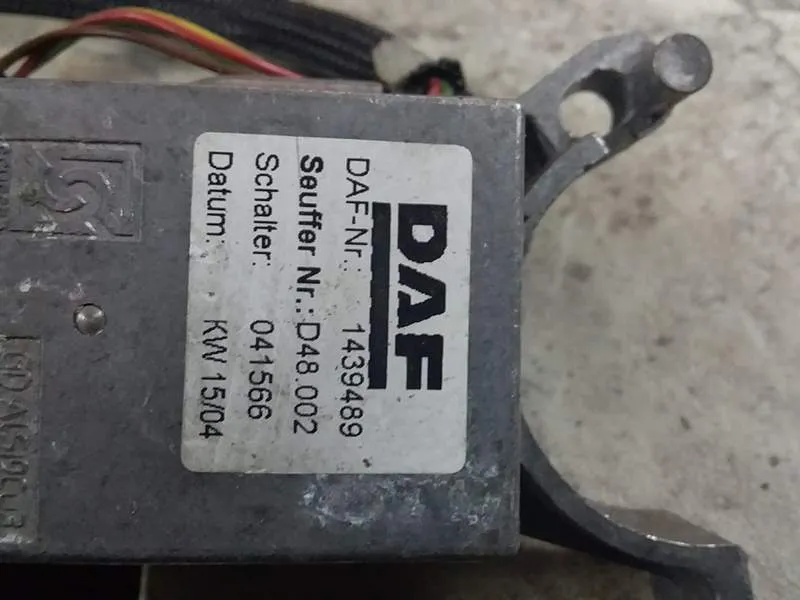 DAF
DAF-Nr.: 1439489
Seuffer Nr.: D48.002
Schalter: 041566
Datum: KW 15/04